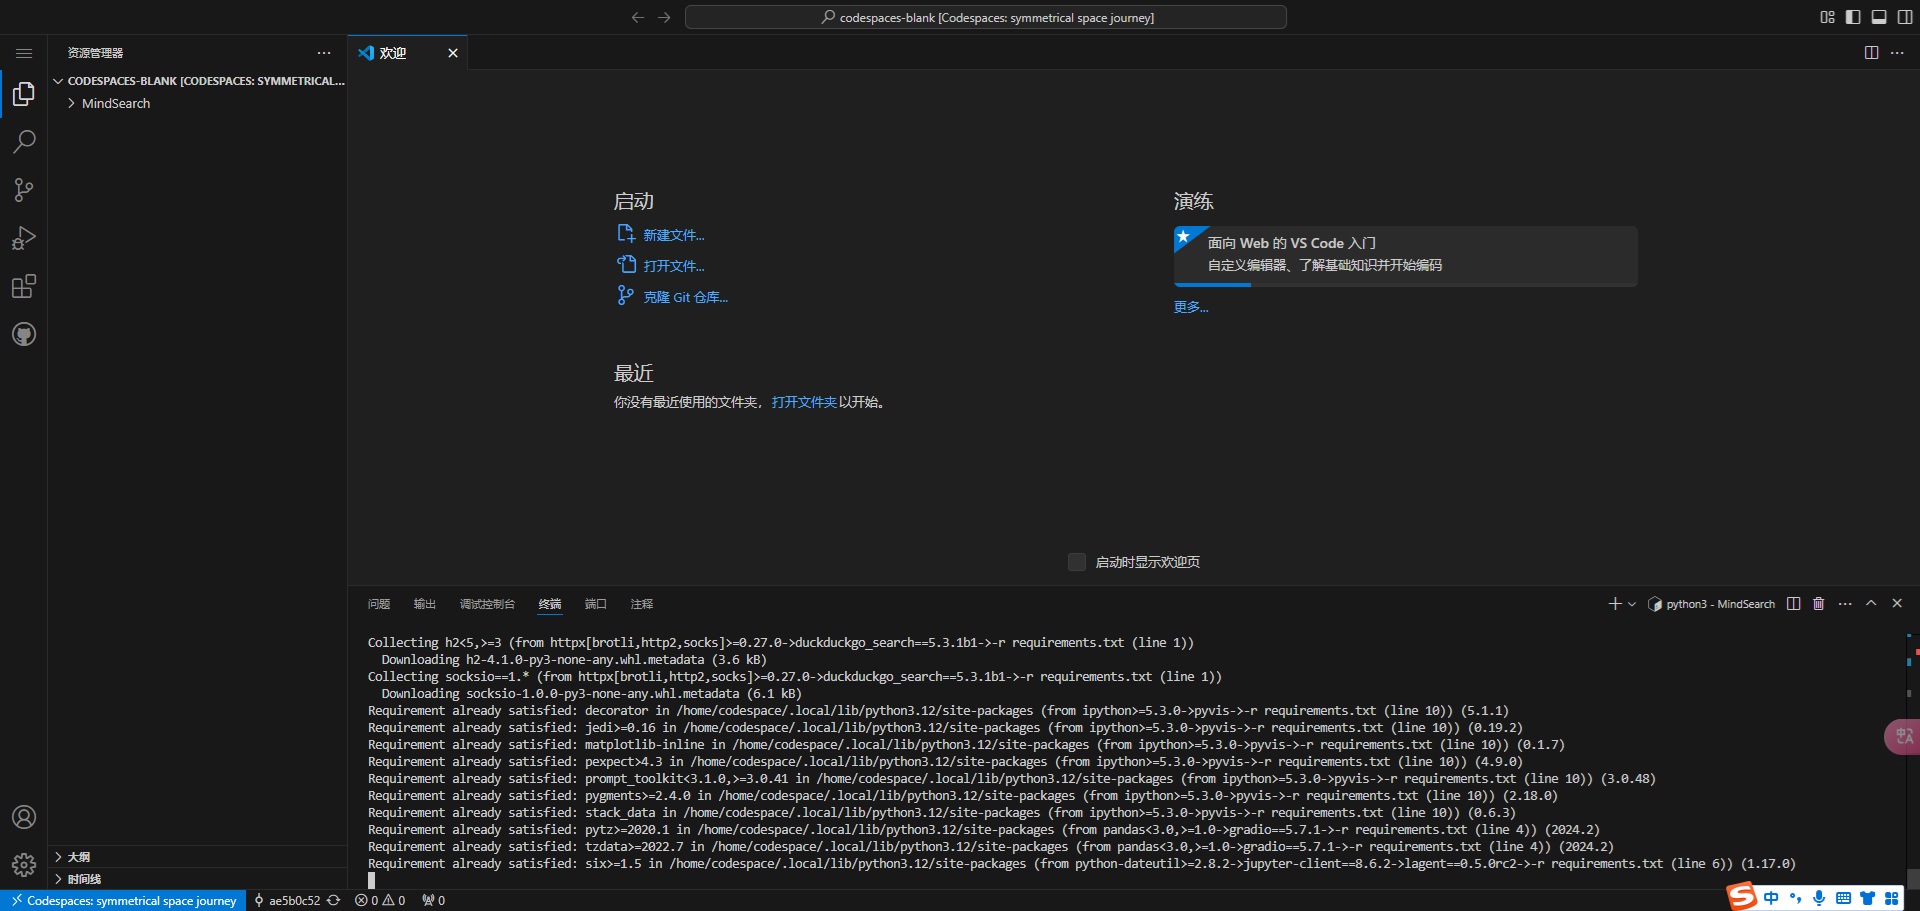 codespaces-blank [Codespaces: symmetrical space journey]
资源管理器
欢迎
CODESPACES-BLANK [CODESPACES: SYMMETRICAL...
MindSearch
启动
新建文件...
打开文件...
克隆 Git 仓库...
最近
你没有最近使用的文件夹，打开文件夹以开始。
演练
面向 Web 的 VS Code 入门
自定义编辑器、了解基础知识并开始编码
更多...
启动时显示欢迎页
问题 输出 调试控制台 终端 端口 注释
python3 - MindSearch
Collecting h2<5,>=3 (from httpx[brotli,http2,socks]>=0.27.0->duckduckgo_search==5.3.1b1->-r requirements.txt (line 1))
Downloading h2-4.1.0-py3-none-any.whl.metadata (3.6 kB)
Collecting socksio==1.* (from httpx[brotli,http2,socks]>=0.27.0->duckduckgo_search==5.3.1b1->-r requirements.txt (line 1))
Downloading socksio-1.0.0-py3-none-any.whl.metadata (6.1 kB)
Requirement already satisfied: decorator in /home/codespace/.local/lib/python3.12/site-packages (from ipython>=5.3.0->pyvis->-r requirements.txt (line 10)) (5.1.1)
Requirement already satisfied: jedi>=0.16 in /home/codespace/.local/lib/python3.12/site-packages (from ipython>=5.3.0->pyvis->-r requirements.txt (line 10)) (0.19.2)
Requirement already satisfied: matplotlib-inline in /home/codespace/.local/lib/python3.12/site-packages (from ipython>=5.3.0->pyvis->-r requirements.txt (line 10)) (0.1.7)
Requirement already satisfied: pexpect>4.3 in /home/codespace/.local/lib/python3.12/site-packages (from ipython>=5.3.0->pyvis->-r requirements.txt (line 10)) (4.9.0)
Requirement already satisfied: prompt_toolkit<3.1.0,>=3.0.41 in /home/codespace/.local/lib/python3.12/site-packages (from ipython>=5.3.0->pyvis->-r requirements.txt (line 10)) (3.0.48)
Requirement already satisfied: pygments>=2.4.0 in /home/codespace/.local/lib/python3.12/site-packages (from ipython>=5.3.0->pyvis->-r requirements.txt (line 10)) (2.18.0)
Requirement already satisfied: stack_data in /home/codespace/.local/lib/python3.12/site-packages (from ipython>=5.3.0->pyvis->-r requirements.txt (line 10)) (0.6.3)
Requirement already satisfied: pytz>=2020.1 in /home/codespace/.local/lib/python3.12/site-packages (from pandas<3.0,>=1.0->gradio==5.7.1->-r requirements.txt (line 4)) (2024.2)
Requirement already satisfied: tzdata>=2022.7 in /home/codespace/.local/lib/python3.12/site-packages (from pandas<3.0,>=1.0->gradio==5.7.1->-r requirements.txt (line 4)) (2024.2)
Requirement already satisfied: six>=1.5 in /home/codespace/.local/lib/python3.12/site-packages (from python-dateutil>=2.8.2->jupyter-client==8.6.2->lagent==0.5.0rc2->-r requirements.txt (line 6)) (1.17.0)
大纲
时间线
Codespaces: symmetrical space journey
ae5b0c52
0 0
0
中